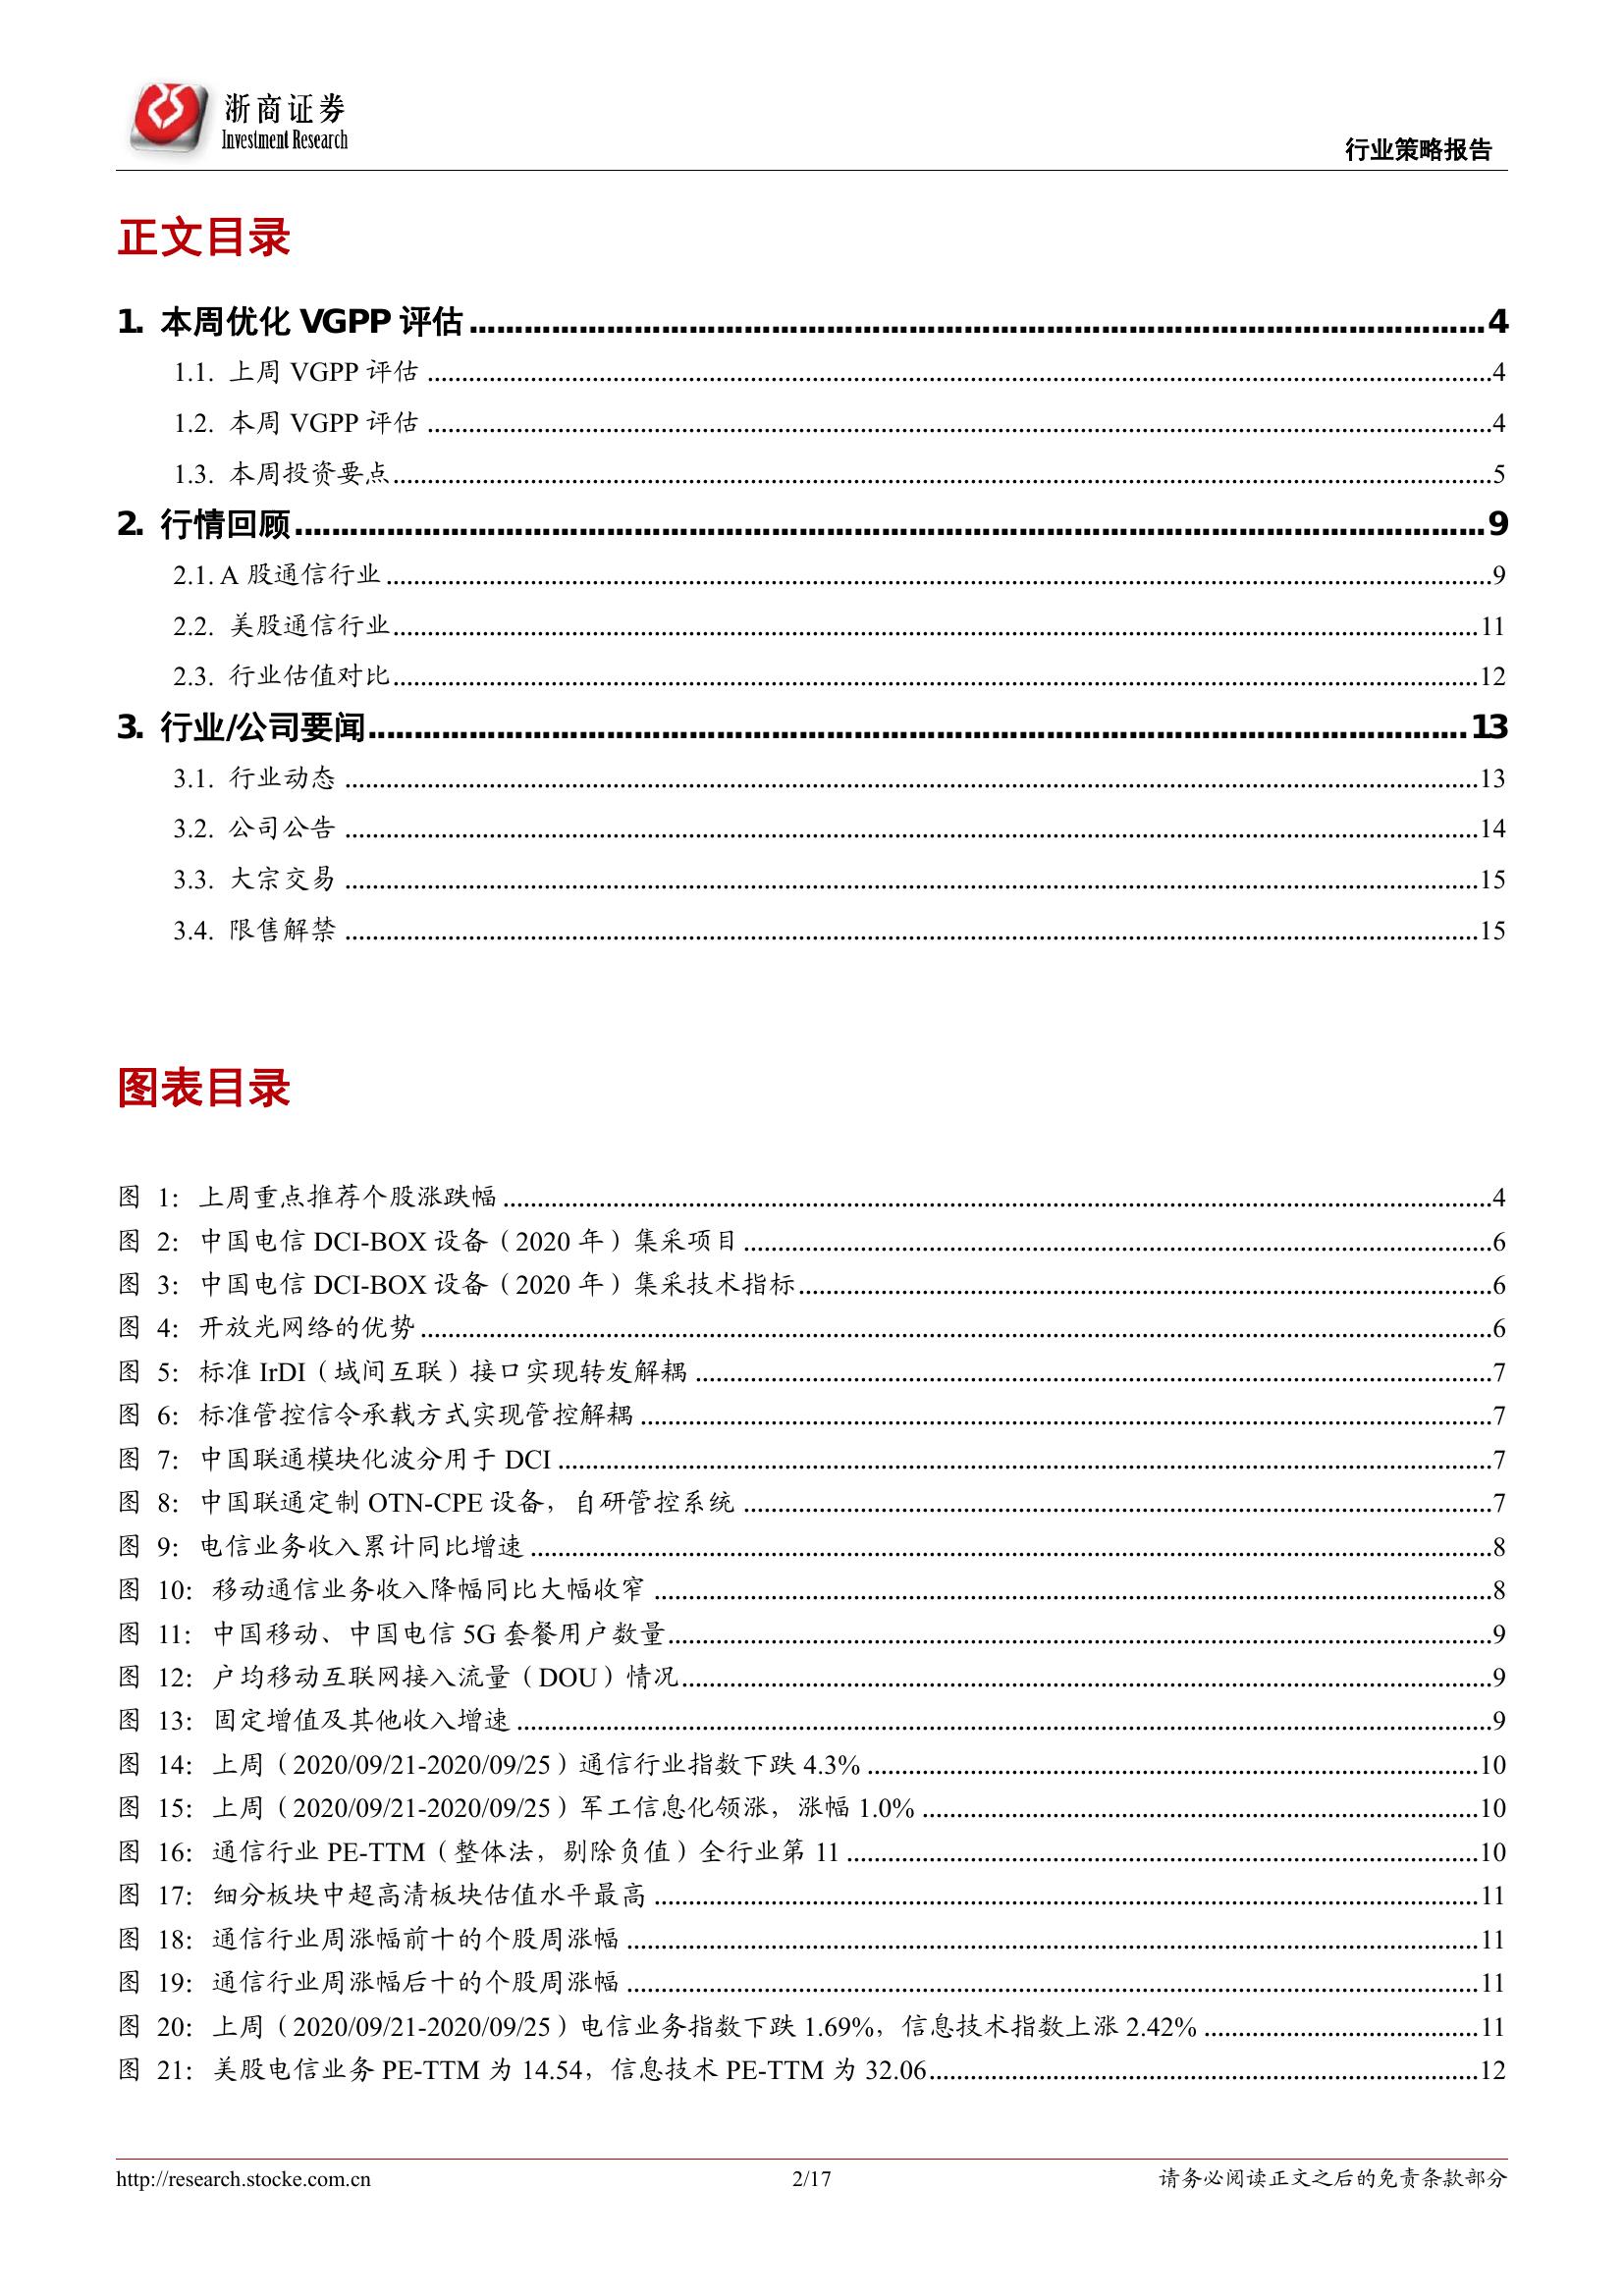 浙商证券
Investment Research
行业策略报告
正文目录
1. 本周优化 VGPP 评估 ........ 4
1.1. 上周 VGPP 评估 ........ 4
1.2. 本周 VGPP 评估 ........ 4
1.3. 本周投资要点 ........ 5
2. 行情回顾 ........ 9
2.1. A 股通信行业 ........ 9
2.2. 美股通信行业 ........ 11
2.3. 行业估值对比 ........ 12
3. 行业/公司要闻 ........ 13
3.1. 行业动态 ........ 13
3.2. 公司公告 ........ 14
3.3. 大宗交易 ........ 15
3.4. 限售解禁 ........ 15
图表目录
图 1：上周重点推荐个股涨跌幅 ........ 4
图 2：中国电信 DCI-BOX 设备（2020 年）集采项目 ........ 6
图 3：中国电信 DCI-BOX 设备（2020 年）集采技术指标 ........ 6
图 4：开放光网络的优势 ........ 6
图 5：标准 IrDI（域间互联）接口实现转发解耦 ........ 7
图 6：标准管控信令承载方式实现管控解耦 ........ 7
图 7：中国联通模块化波分用于 DCI ........ 7
图 8：中国联通定制 OTN-CPE 设备，自研管控系统 ........ 7
图 9：电信业务收入累计同比增速 ........ 8
图 10：移动通信业务收入降幅同比大幅收窄 ........ 8
图 11：中国移动、中国电信 5G 套餐用户数量 ........ 9
图 12：户均移动互联网接入流量（DOU）情况 ........ 9
图 13：固定增值及其他收入增速 ........ 9
图 14：上周（2020/09/21-2020/09/25）通信行业指数下跌 4.3% ........ 10
图 15：上周（2020/09/21-2020/09/25）军工信息化领涨，涨幅 1.0% ........ 10
图 16：通信行业 PE-TTM（整体法，剔除负值）全行业第 11 ........ 10
图 17：细分板块中超高清板块估值水平最高 ........ 11
图 18：通信行业周涨幅前十的个股周涨幅 ........ 11
图 19：通信行业周涨幅后十的个股周涨幅 ........ 11
图 20：上周（2020/09/21-2020/09/25）电信业务指数下跌 1.69%，信息技术指数上涨 2.42% ........ 11
图 21：美股电信业务 PE-TTM 为 14.54，信息技术 PE-TTM 为 32.06 ........ 12
http://research.stocke.com.cn 2/17 请务必阅读正文之后的免责条款部分